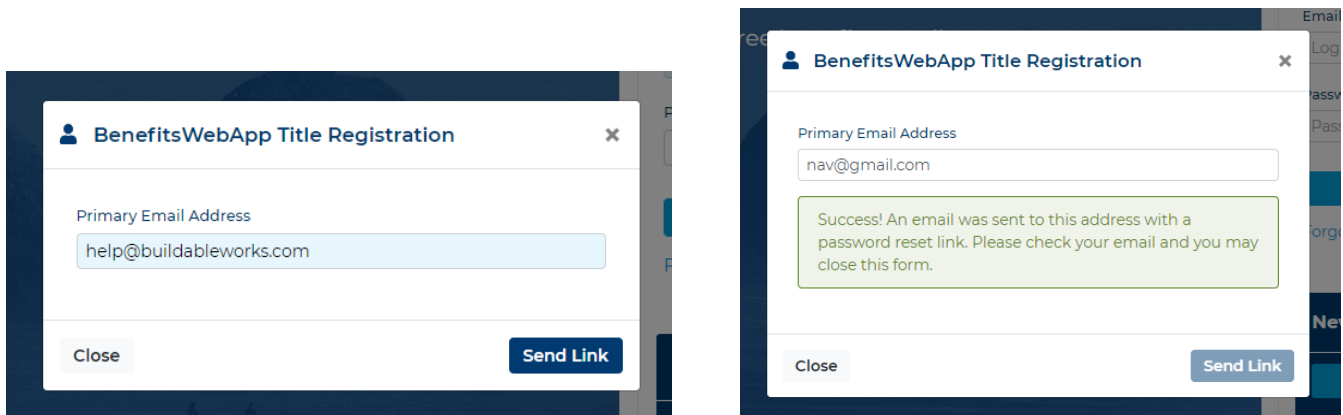 BenefitsWebApp Title Registration
Primary Email Address
help@buildableworks.com
Close
Send Link
Email
Log
BenefitsWebApp Title Registration
Primary Email Address
nav@gmail.com
Success! An email was sent to this address with a
password reset link. Please check your email and you may
close this form.
Close
Send Link